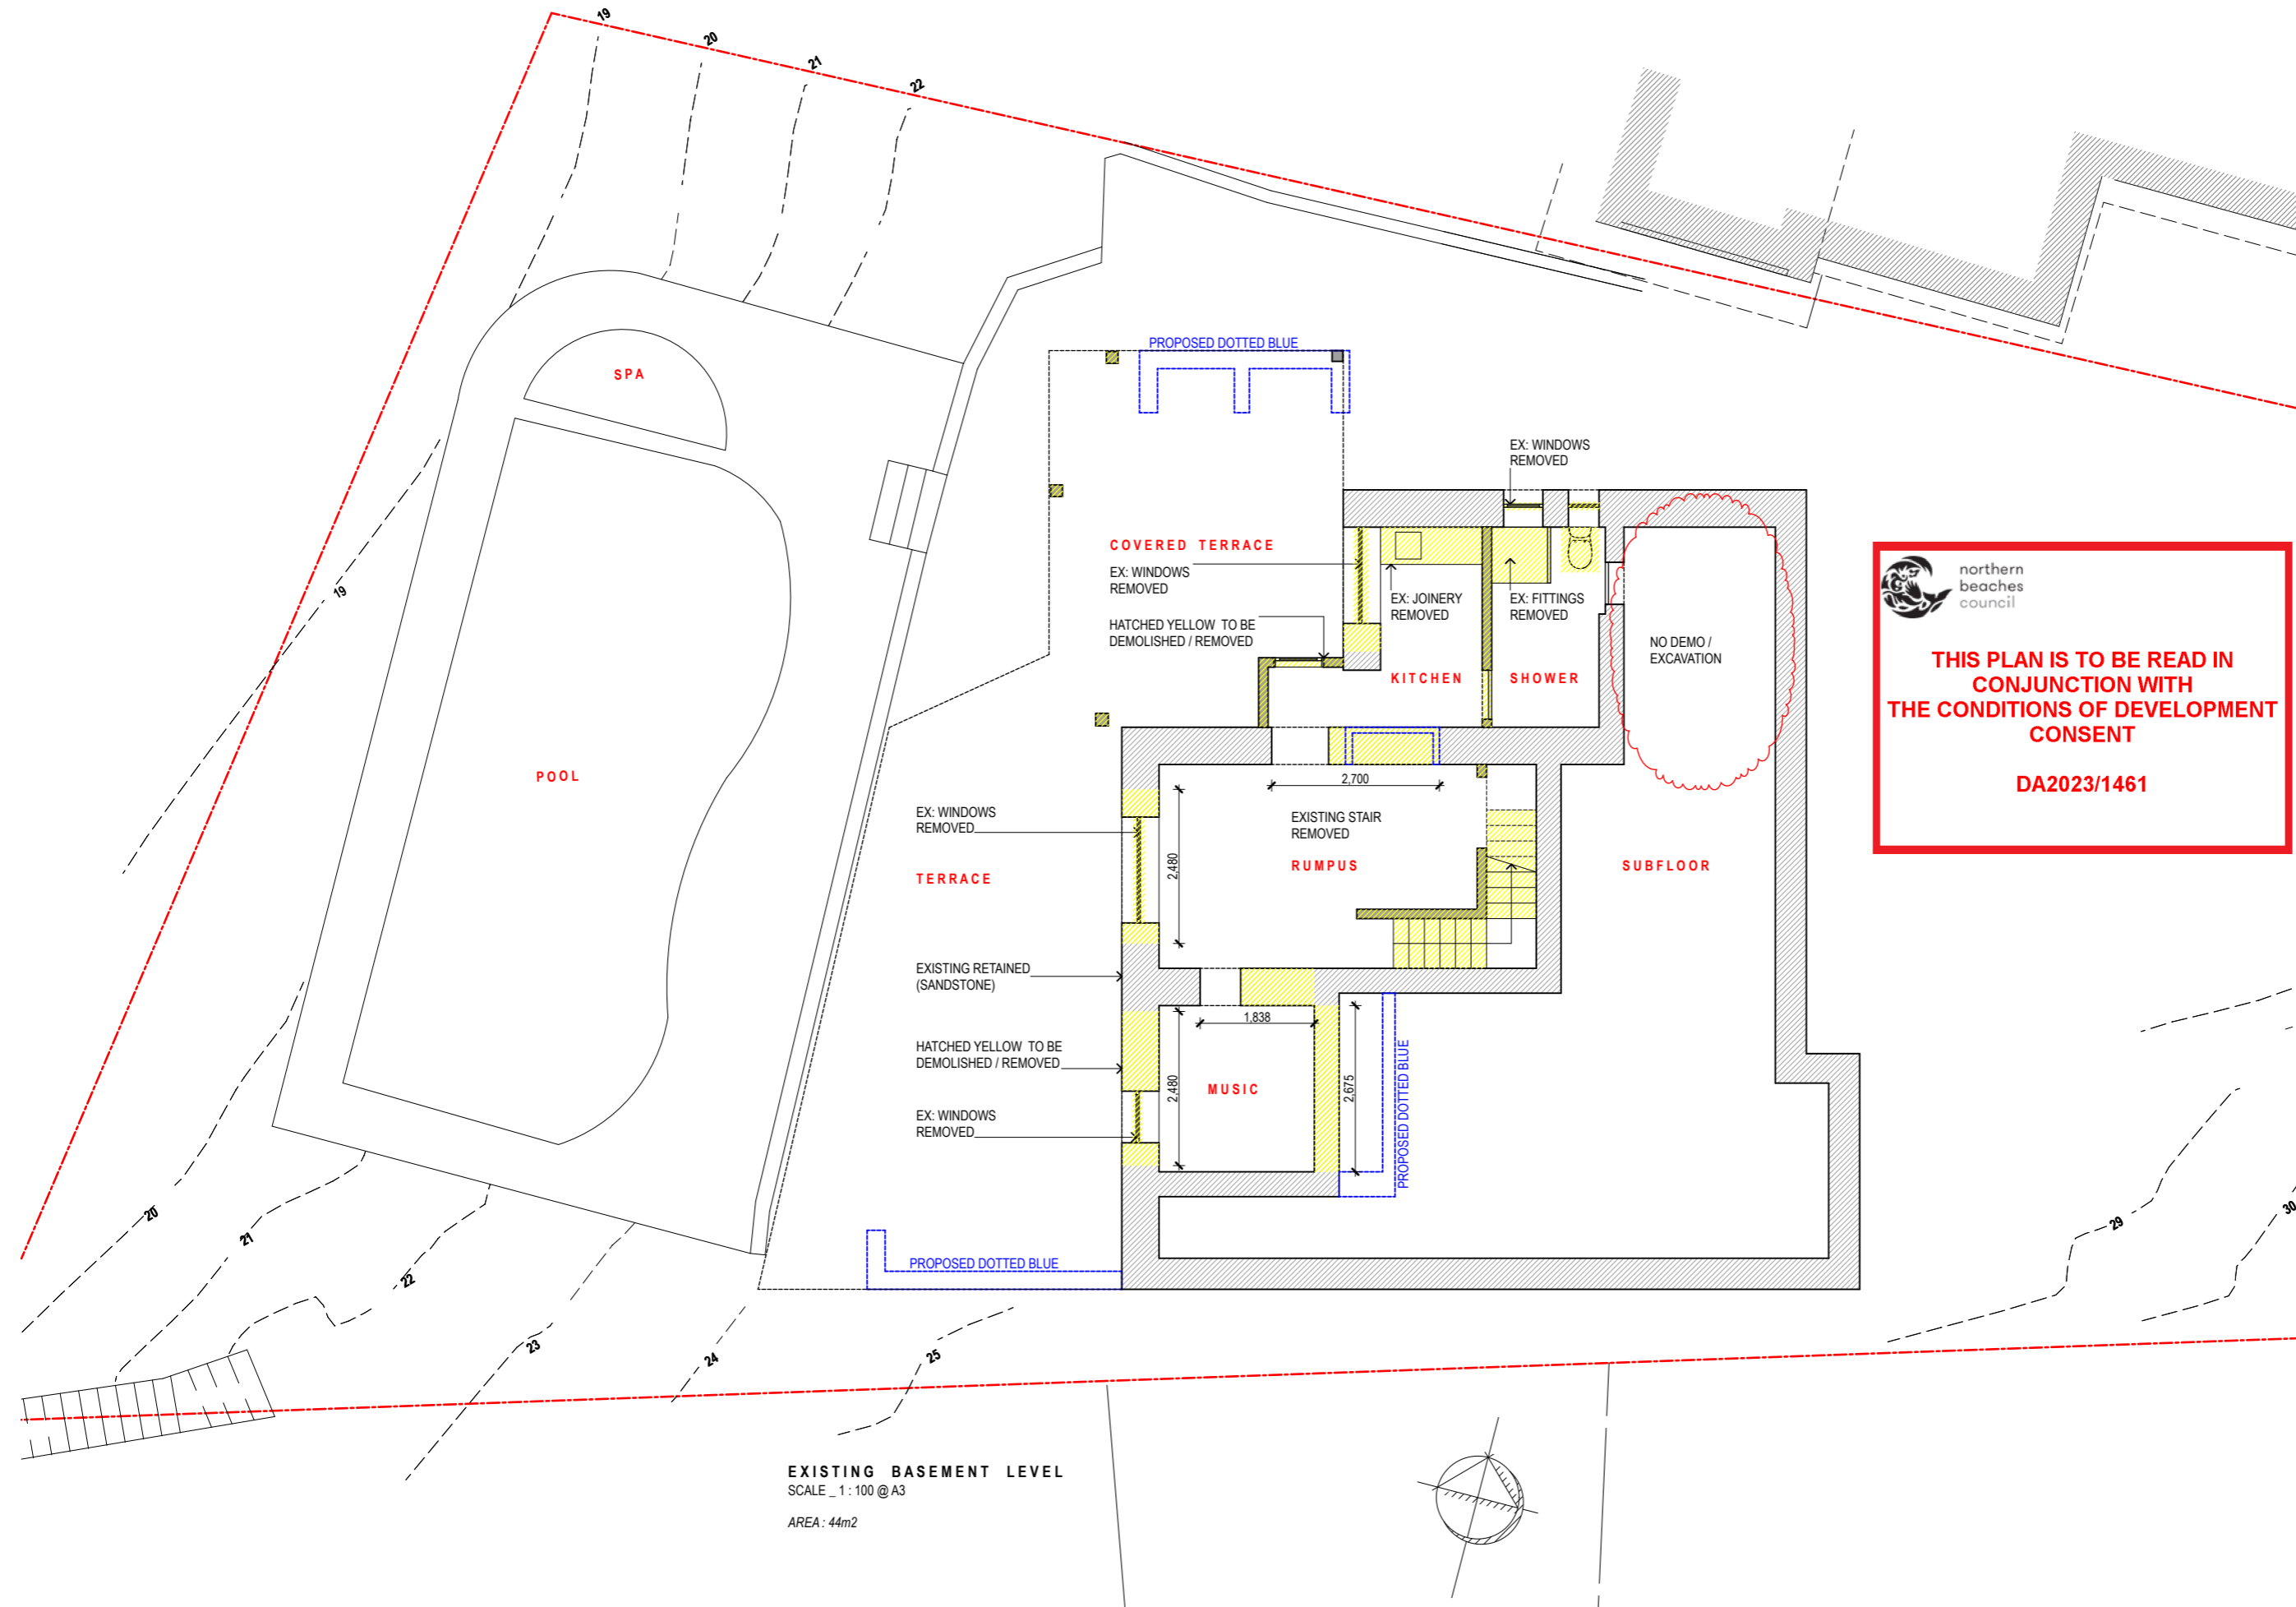 19
20
21
22
PROPOSED DOTTED BLUE
SPA
EX: WINDOWS
REMOVED
COVERED TERRACE
EX: WINDOWS
REMOVED
EX: JOINERY
REMOVED
EX: FITTINGS
REMOVED
HATCHED YELLOW TO BE
DEMOLISHED / REMOVED
NO DEMO /
EXCAVATION
KITCHEN
SHOWER
northern
beaches
council
THIS PLAN IS TO BE READ IN
CONJUNCTION WITH
THE CONDITIONS OF DEVELOPMENT
CONSENT
DA2023/1461
19
POOL
2,700
EX: WINDOWS
REMOVED
EXISTING STAIR
REMOVED
2,480
RUMPUS
SUBFLOOR
TERRACE
EXISTING RETAINED
(SANDSTONE)
1,838
HATCHED YELLOW TO BE
DEMOLISHED / REMOVED
2,480
MUSIC
2,675
PROPOSED DOTTED BLUE
EX: WINDOWS
REMOVED
20
21
22
PROPOSED DOTTED BLUE
29
30
23
24
25
EXISTING BASEMENT LEVEL
SCALE _ 1 : 100 @ A3
AREA : 44m2